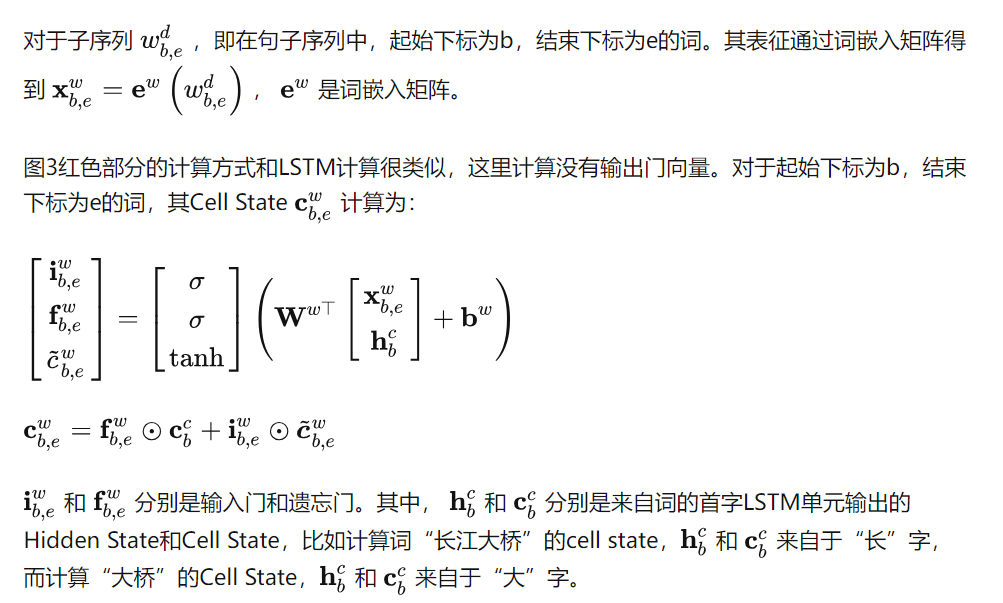 对于子序列 $w_{b,e}^{d}$ ，即在句子序列中，起始下标为b，结束下标为e的词。其表征通过词嵌入矩阵得
到 $\mathbf{x}_{b,e}^{w} = \mathbf{e}^{w}\left(w_{b,e}^{d}\right)$ ， $\mathbf{e}^{w}$ 是词嵌入矩阵。
图3红色部分的计算方式和LSTM计算很类似，这里计算没有输出门向量。对于起始下标为b，结束
下标为e的词，其Cell State $\mathbf{c}_{b,e}^{w}$ 计算为：
$\begin{bmatrix} \mathbf{i}_{b,e}^{w} \\ \mathbf{f}_{b,e}^{w} \\ \tilde{c}_{b,e}^{w} \end{bmatrix} = \begin{bmatrix} \sigma \\ \sigma \\ \tanh \end{bmatrix} \left( \mathbf{W}^{w\top} \begin{bmatrix} \mathbf{x}_{b,e}^{w} \\ \mathbf{h}_{b}^{c} \end{bmatrix} + \mathbf{b}^{w} \right)$
$\mathbf{c}_{b,e}^{w} = \mathbf{f}_{b,e}^{w} \odot \mathbf{c}_{b}^{c} + \mathbf{i}_{b,e}^{w} \odot \tilde{\boldsymbol{c}}_{b,e}^{w}$
$\mathbf{i}_{b,e}^{w}$ 和 $\mathbf{f}_{b,e}^{w}$ 分别是输入门和遗忘门。其中， $\mathbf{h}_{b}^{c}$ 和 $\mathbf{c}_{b}^{c}$ 分别是来自词的首字LSTM单元输出的
Hidden State和Cell State，比如计算词“长江大桥”的cell state，$\mathbf{h}_{b}^{c}$ 和 $\mathbf{c}_{b}^{c}$ 来自于“长”字，
而计算“大桥”的Cell State，$\mathbf{h}_{b}^{c}$ 和 $\mathbf{c}_{b}^{c}$ 来自于“大”字。